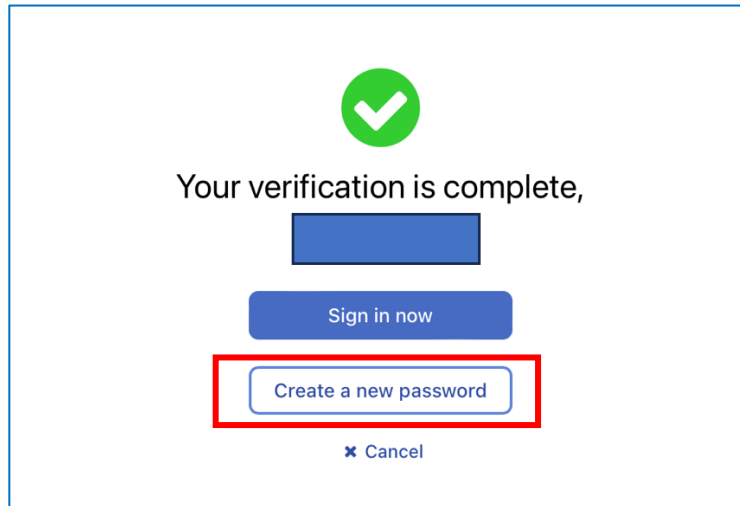 Your verification is complete,
Sign in now
Create a new password
✖ Cancel